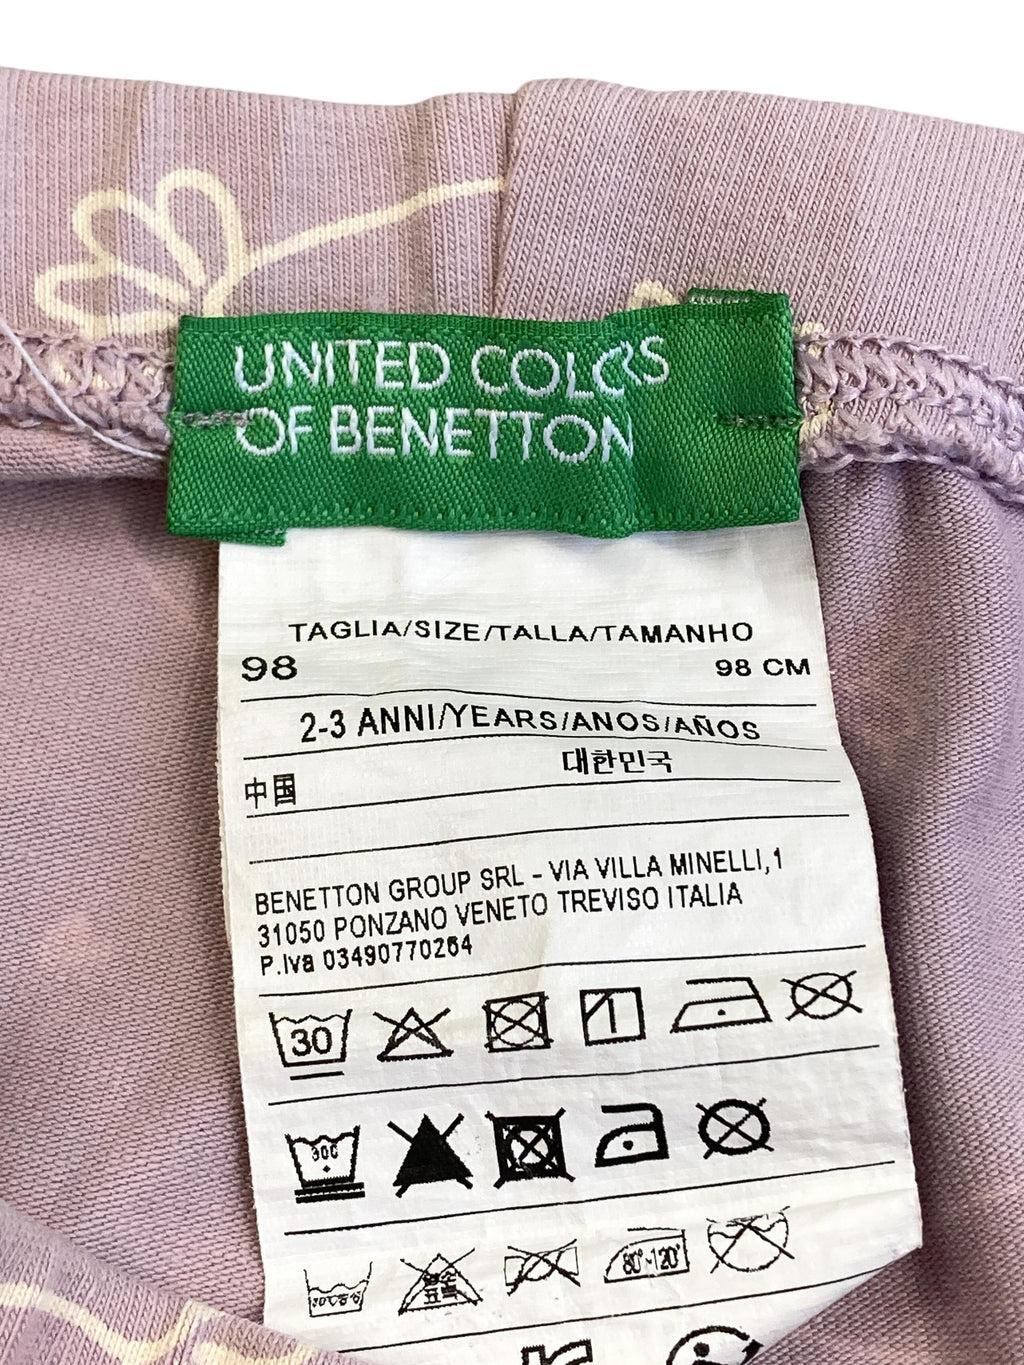 UNITED COLORS
OF BENETTON
TAGLIA/SIZE/TALLA/TAMANHO
98 98 CM
2-3 ANNI/YEARS/ANOS/AÑOS
대한민국
中国
BENETTON GROUP SRL - VIA VILLA MINELLI,1
31050 PONZANO VENETO TREVISO ITALIA
P.Iva 03490770264
30
80°~120°